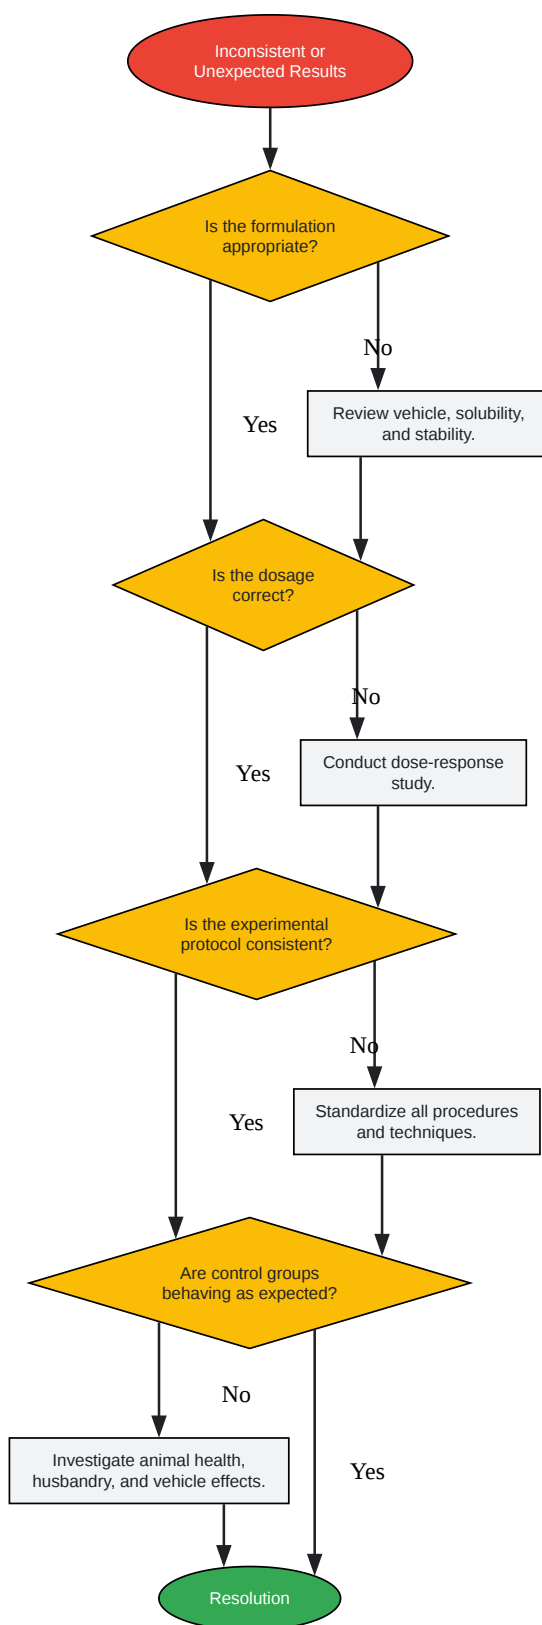 Inconsistent or
Unexpected Results
Is the formulation
appropriate?
No
Yes
Review vehicle, solubility,
and stability.
Is the dosage
correct?
No
Yes
Conduct dose-response
study.
Is the experimental
protocol consistent?
No
Yes
Standardize all procedures
and techniques.
Are control groups
behaving as expected?
No
Yes
Investigate animal health,
husbandry, and vehicle effects.
Resolution